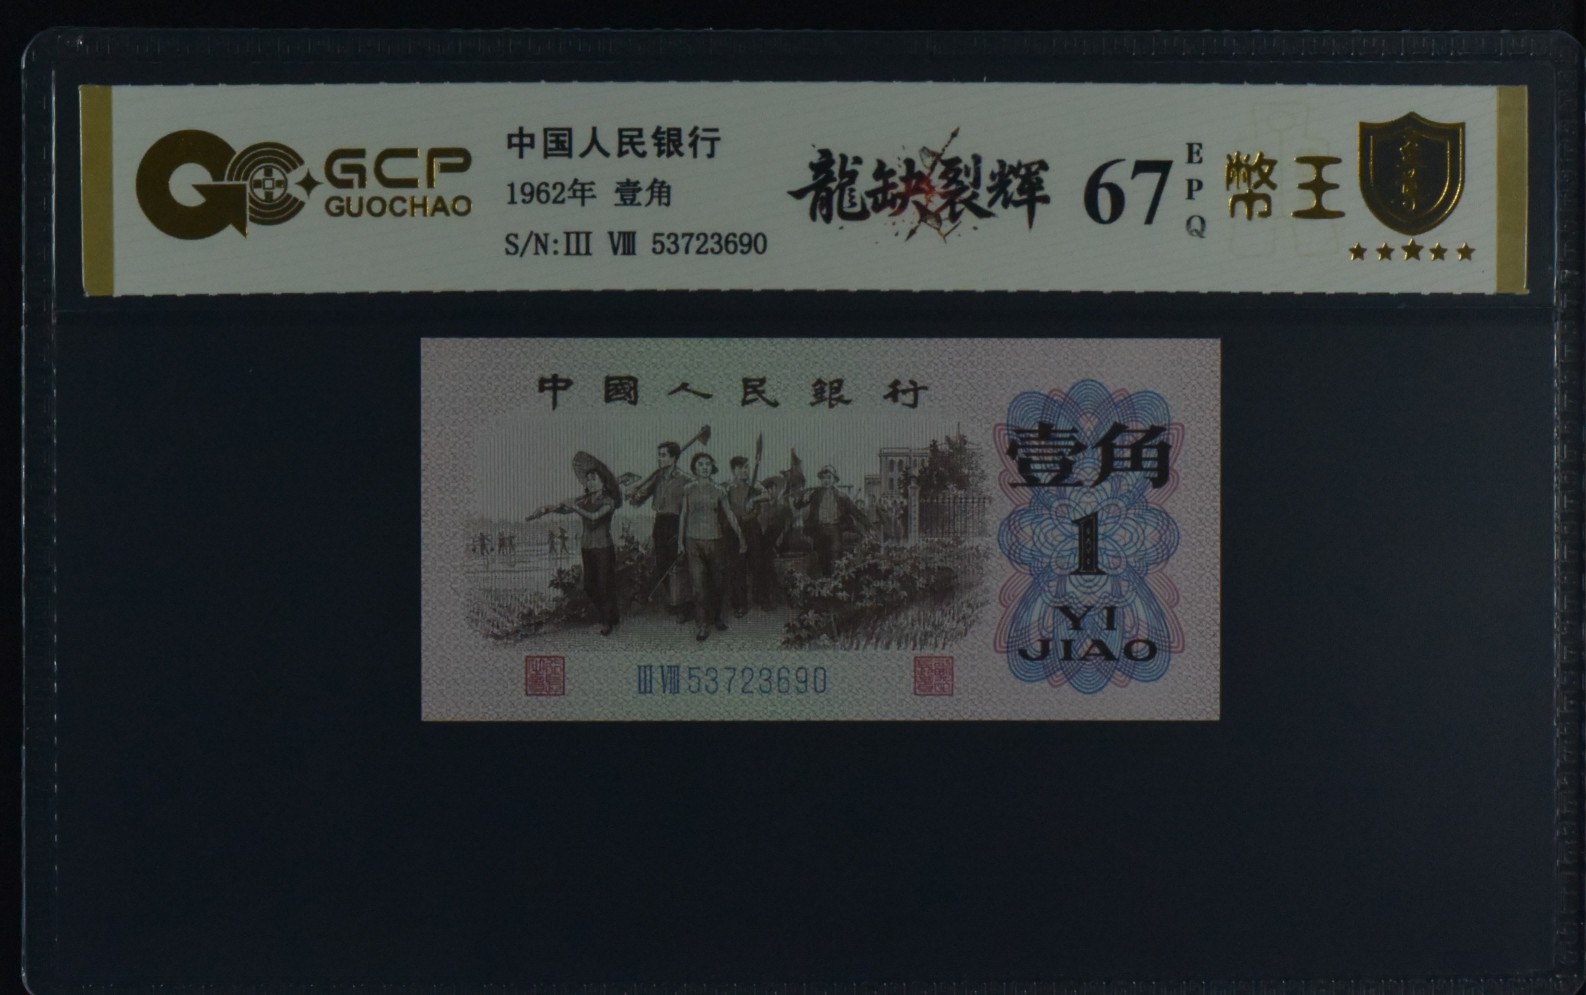 GCP
GUOCHAO
中国人民银行
1962年 壹角
S/N:III VIII 53723690
龍缺裂輝
67
EPQ
幣王
中國人民銀行
壹角
1
YI
JIAO
III VIII 53723690